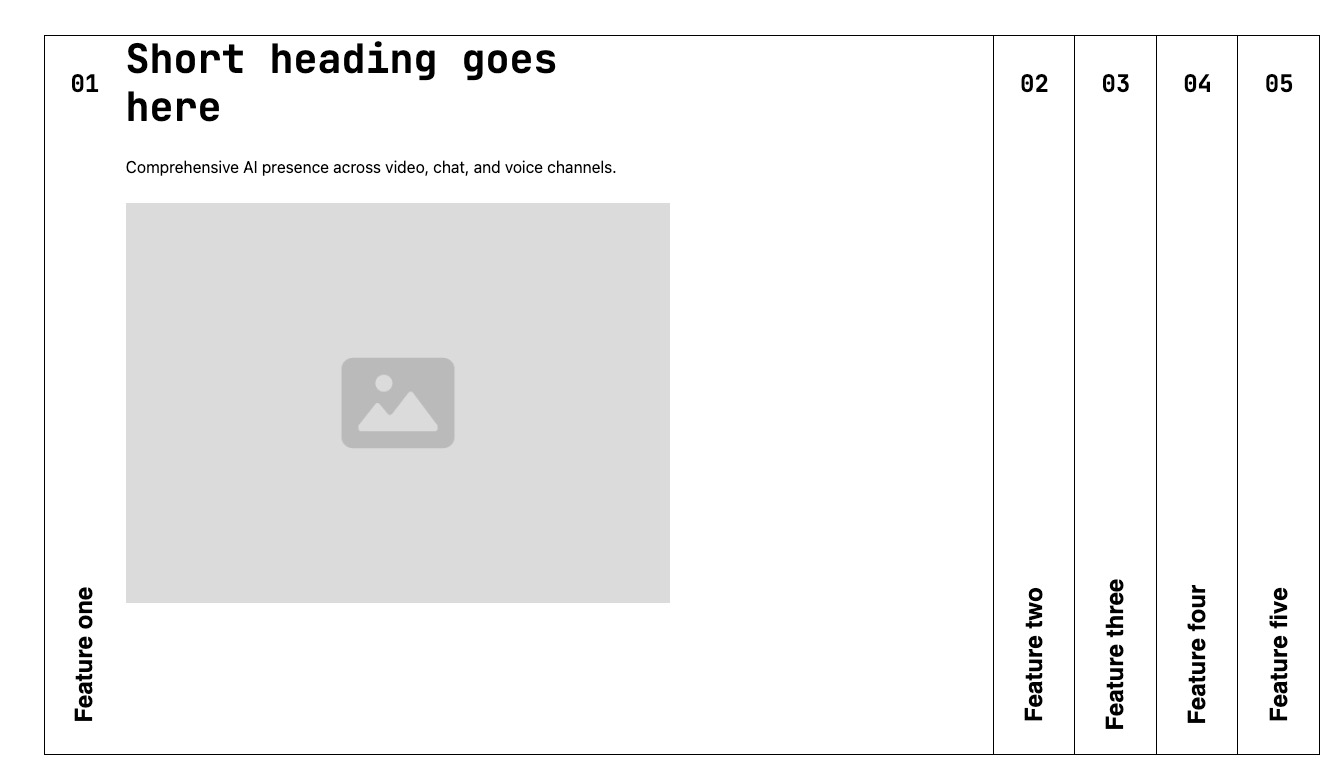 01
Short heading goes
here
Comprehensive AI presence across video, chat, and voice channels.
Feature one
02
Feature two
03
Feature three
04
Feature four
05
Feature five